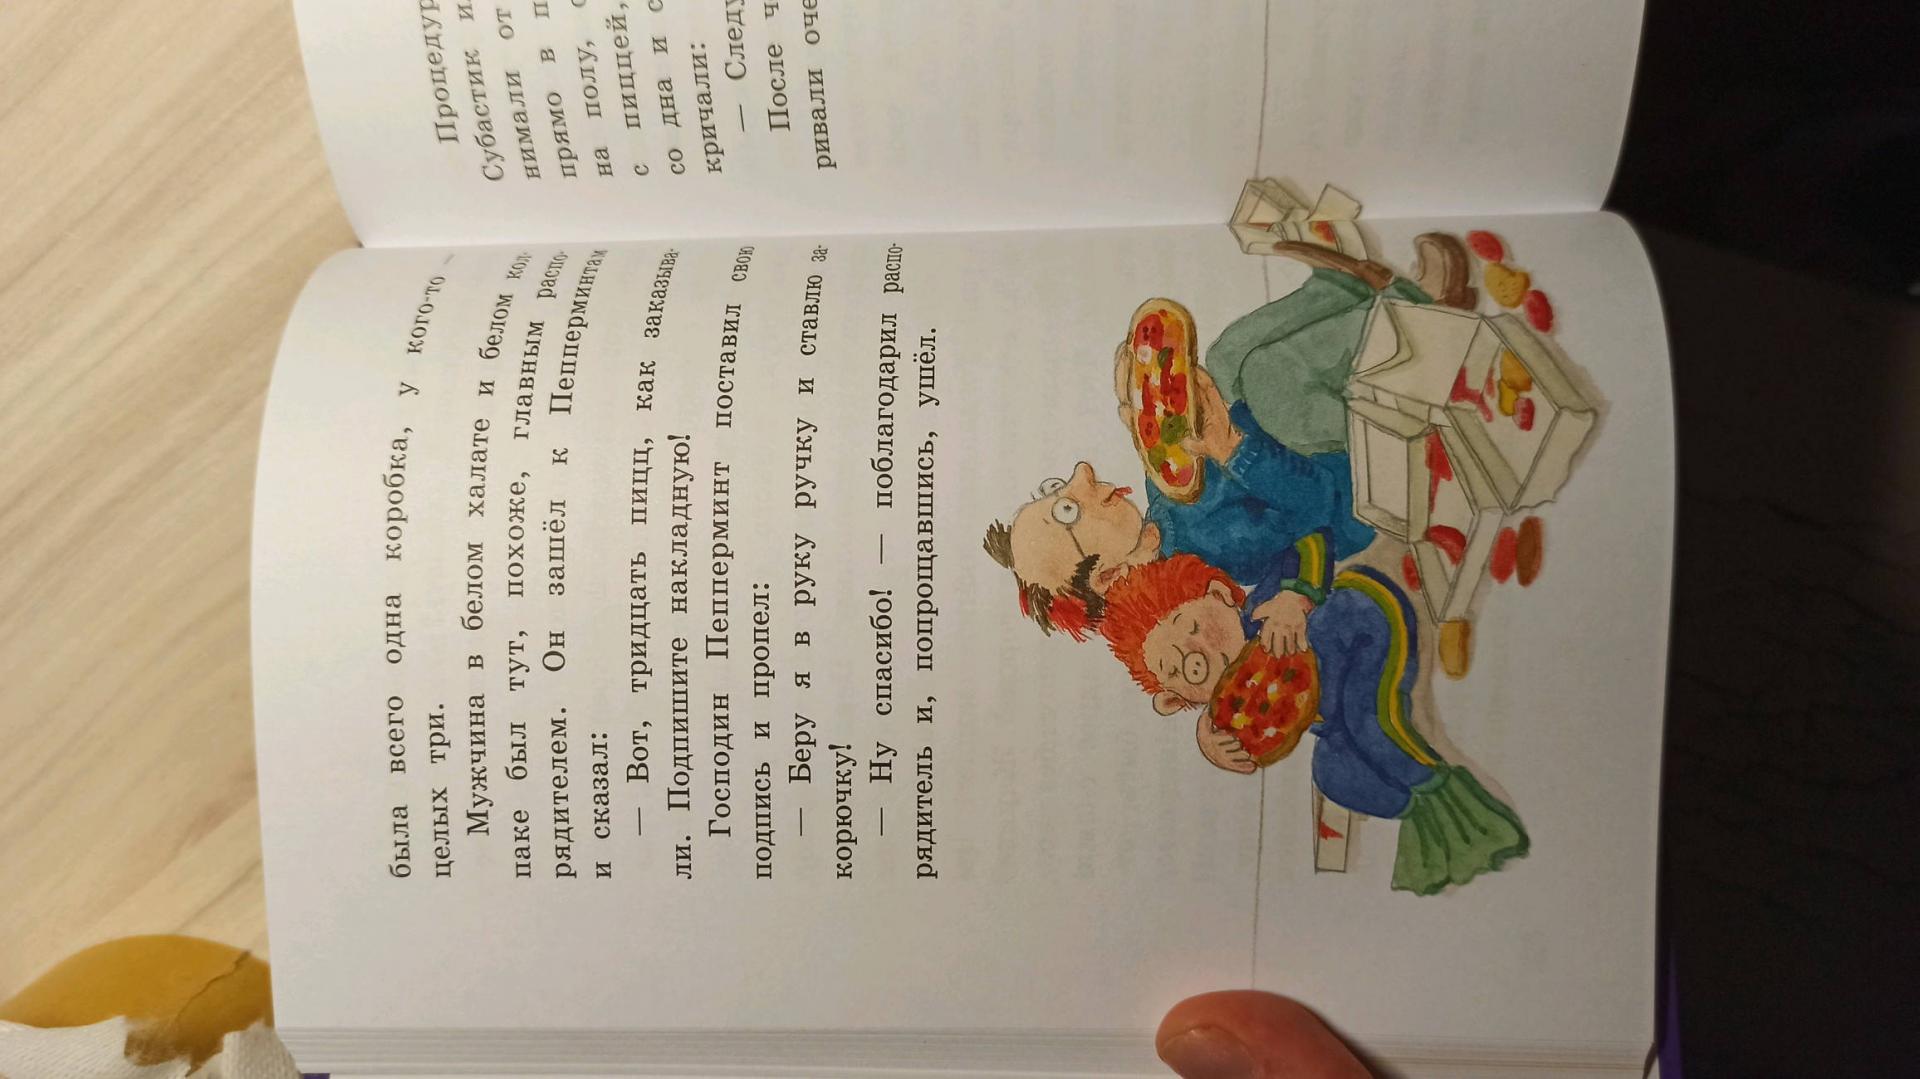 была всего одна коробка, у кого-то –
целых три.
Мужчина в белом халате и белом кол-
паке был тут, похоже, главным распо-
рядителем. Он зашёл к Пепперминтам
и сказал:
— Вот, тридцать пицц, как заказыва-
ли. Подпишите накладную!
Господин Пепперминт поставил свою
подпись и пропел:
— Беру я в руку ручку и ставлю за-
корючку!
— Ну спасибо! — поблагодарил распо-
рядитель и, попрощавшись, ушёл.
Процедур
Субастик и
нимали от
прямо в п
на полу,
с пиццей,
со дна и с
кричали:
— Следу
После ч
ривали оче